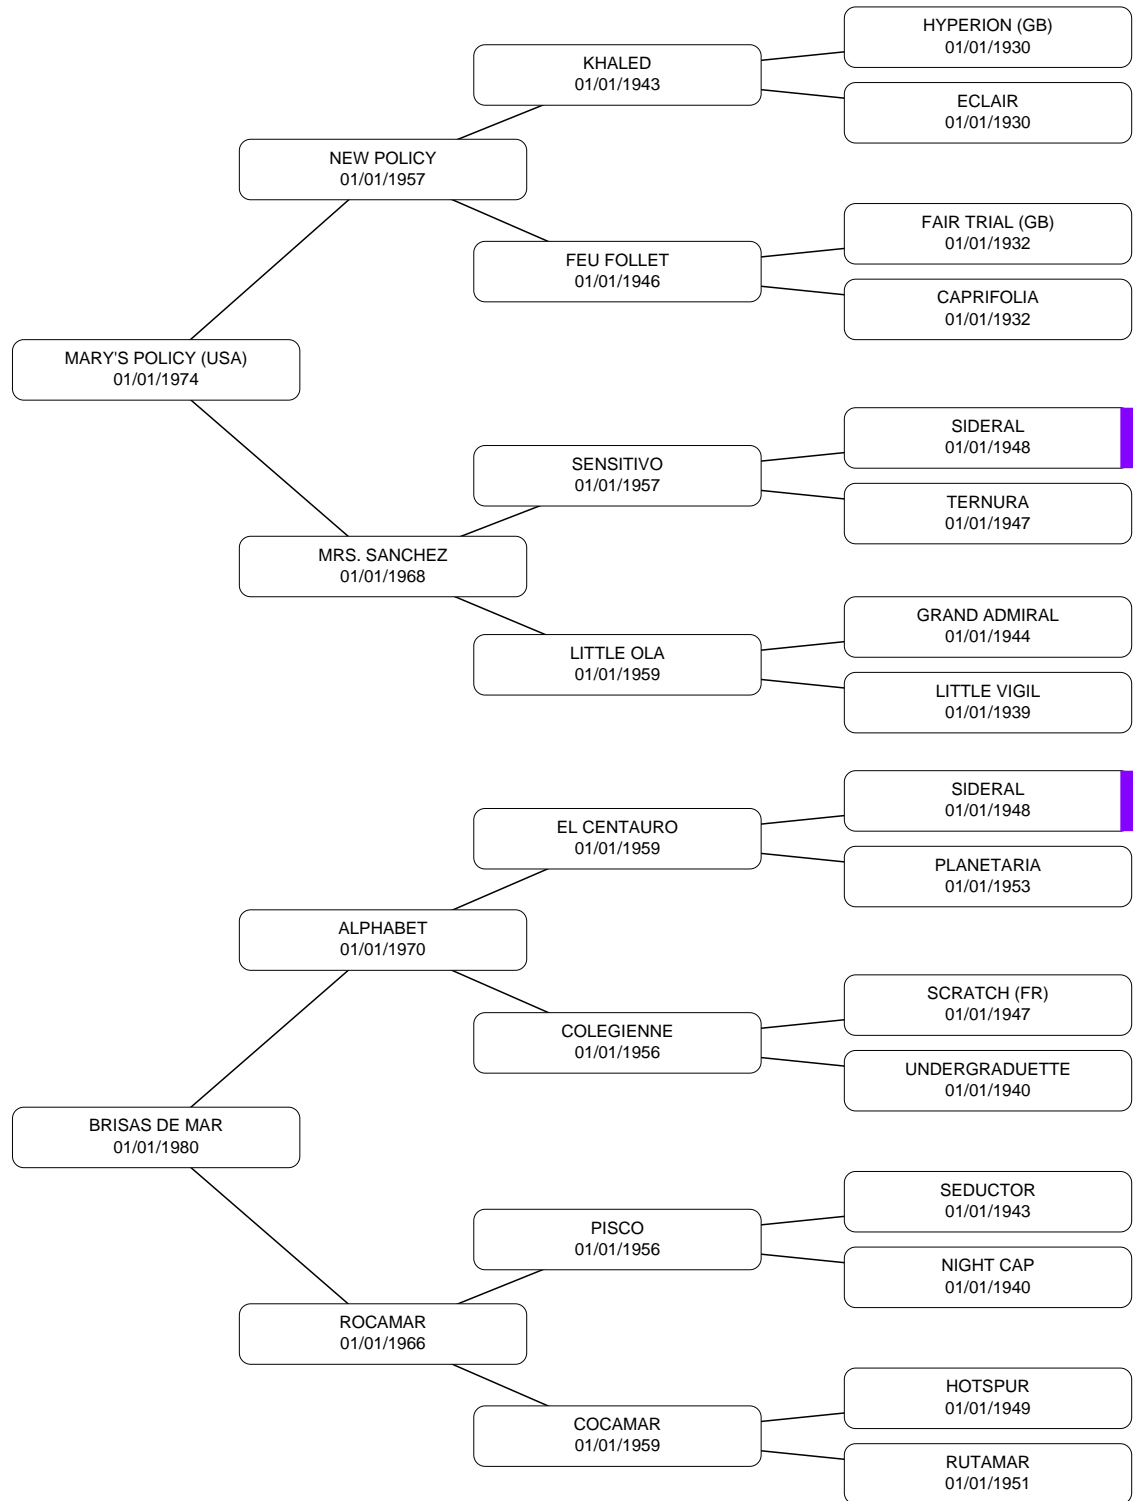 HYPERION (GB)
01/01/1930
KHALED
01/01/1943
ECLAIR
01/01/1930
NEW POLICY
01/01/1957
FAIR TRIAL (GB)
01/01/1932
FEU FOLLET
01/01/1946
CAPRIFOLIA
01/01/1932
MARY'S POLICY (USA)
01/01/1974
SIDERAL
01/01/1948
SENSITIVO
01/01/1957
TERNURA
01/01/1947
MRS. SANCHEZ
01/01/1968
GRAND ADMIRAL
01/01/1944
LITTLE OLA
01/01/1959
LITTLE VIGIL
01/01/1939
SIDERAL
01/01/1948
EL CENTAURO
01/01/1959
PLANETARIA
01/01/1953
ALPHABET
01/01/1970
SCRATCH (FR)
01/01/1947
COLEGIENNE
01/01/1956
UNDERGRADUETTE
01/01/1940
BRISAS DE MAR
01/01/1980
SEDUCTOR
01/01/1943
PISCO
01/01/1956
NIGHT CAP
01/01/1940
ROCAMAR
01/01/1966
HOTSPUR
01/01/1949
COCAMAR
01/01/1959
RUTAMAR
01/01/1951